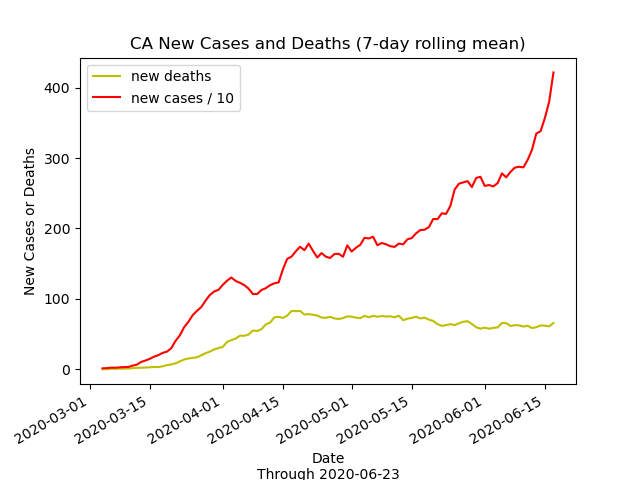 CA New Cases and Deaths (7-day rolling mean)
new deaths
new cases / 10
New Cases or Deaths
400
300
200
100
0
2020-03-01
2020-03-15
2020-04-01
2020-04-15
2020-05-01
2020-05-15
2020-06-01
2020-06-15
Date
Through 2020-06-23